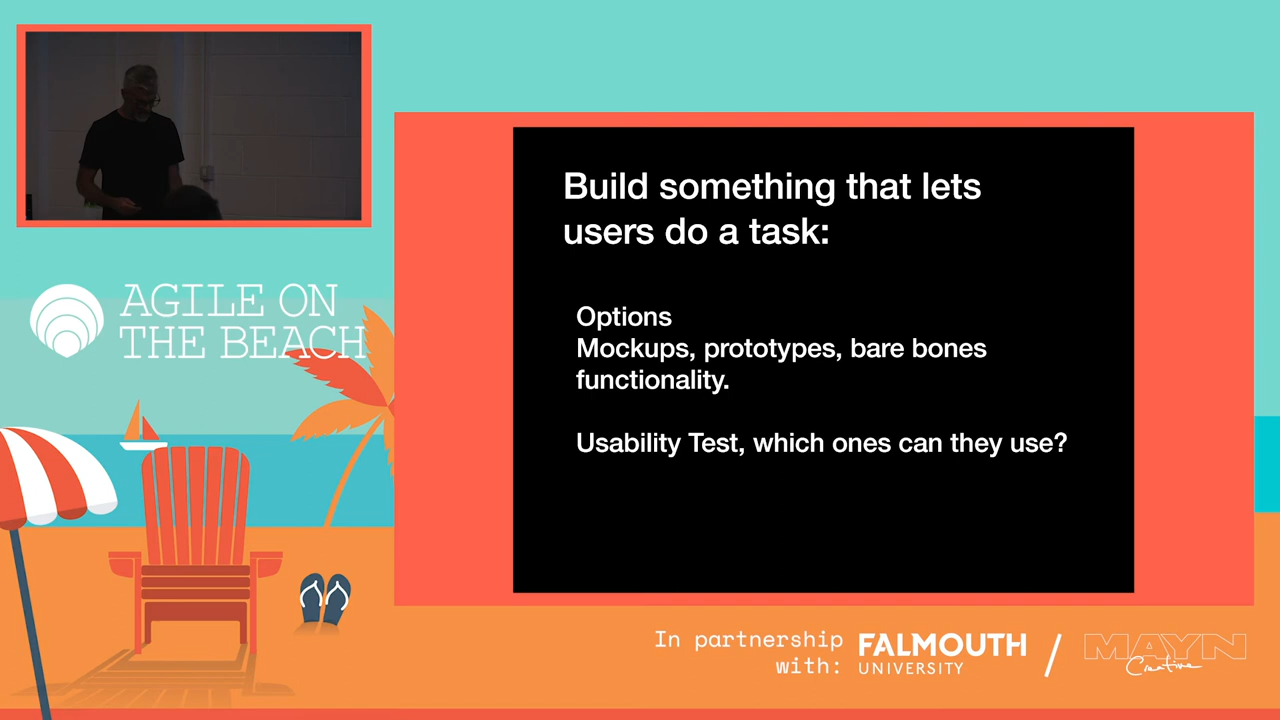 AGILE ON
THE BEACH
Build something that lets
users do a task:
Options
Mockups, prototypes, bare bones
functionality.
Usability Test, which ones can they use?
In partnership
with:
FALMOUTH
UNIVERSITY
/
MAYN
Creative